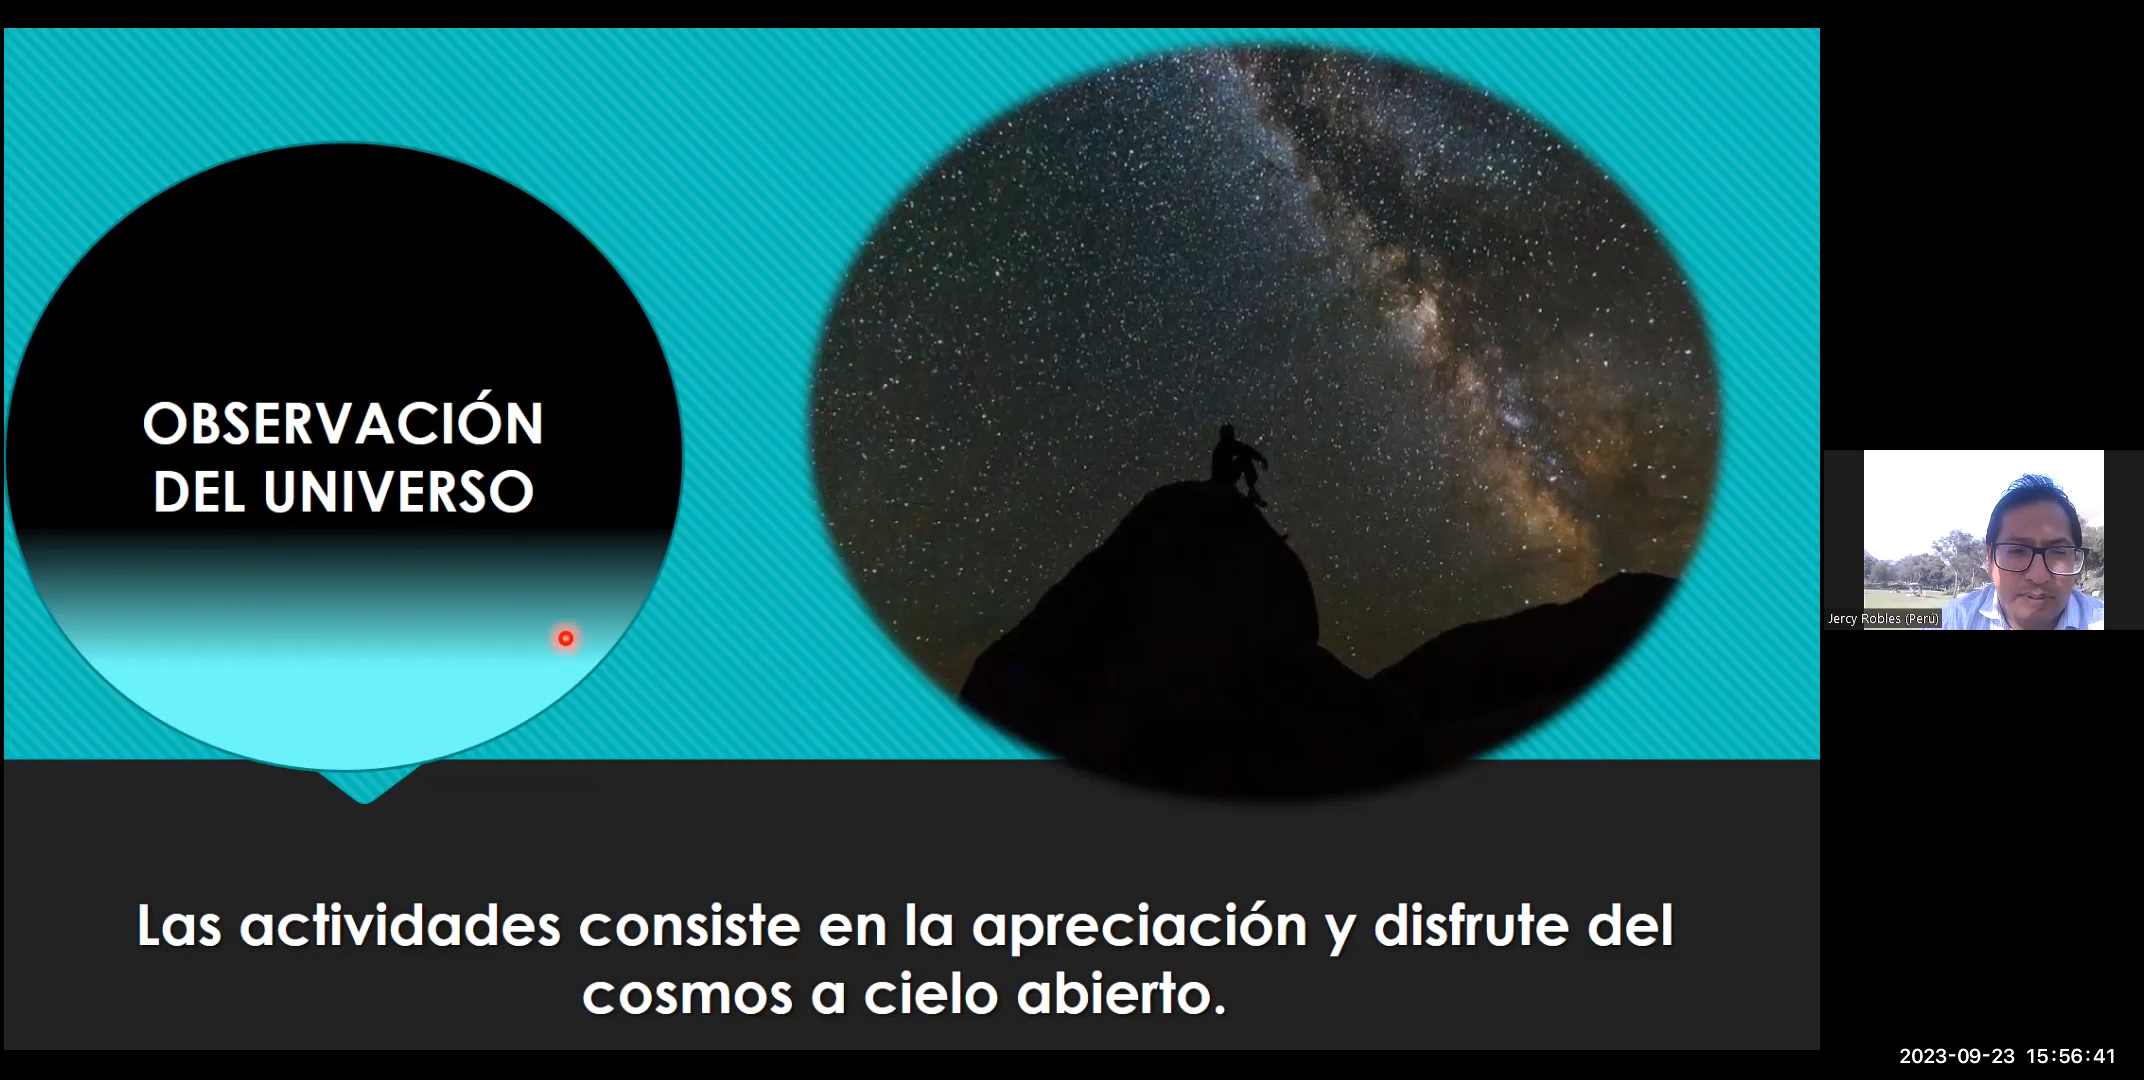 OBSERVACIÓN
DEL UNIVERSO
Las actividades consiste en la apreciación y disfrute del
cosmos a cielo abierto.
Jercy Robles (Perú)
2023-09-23 15:56:41